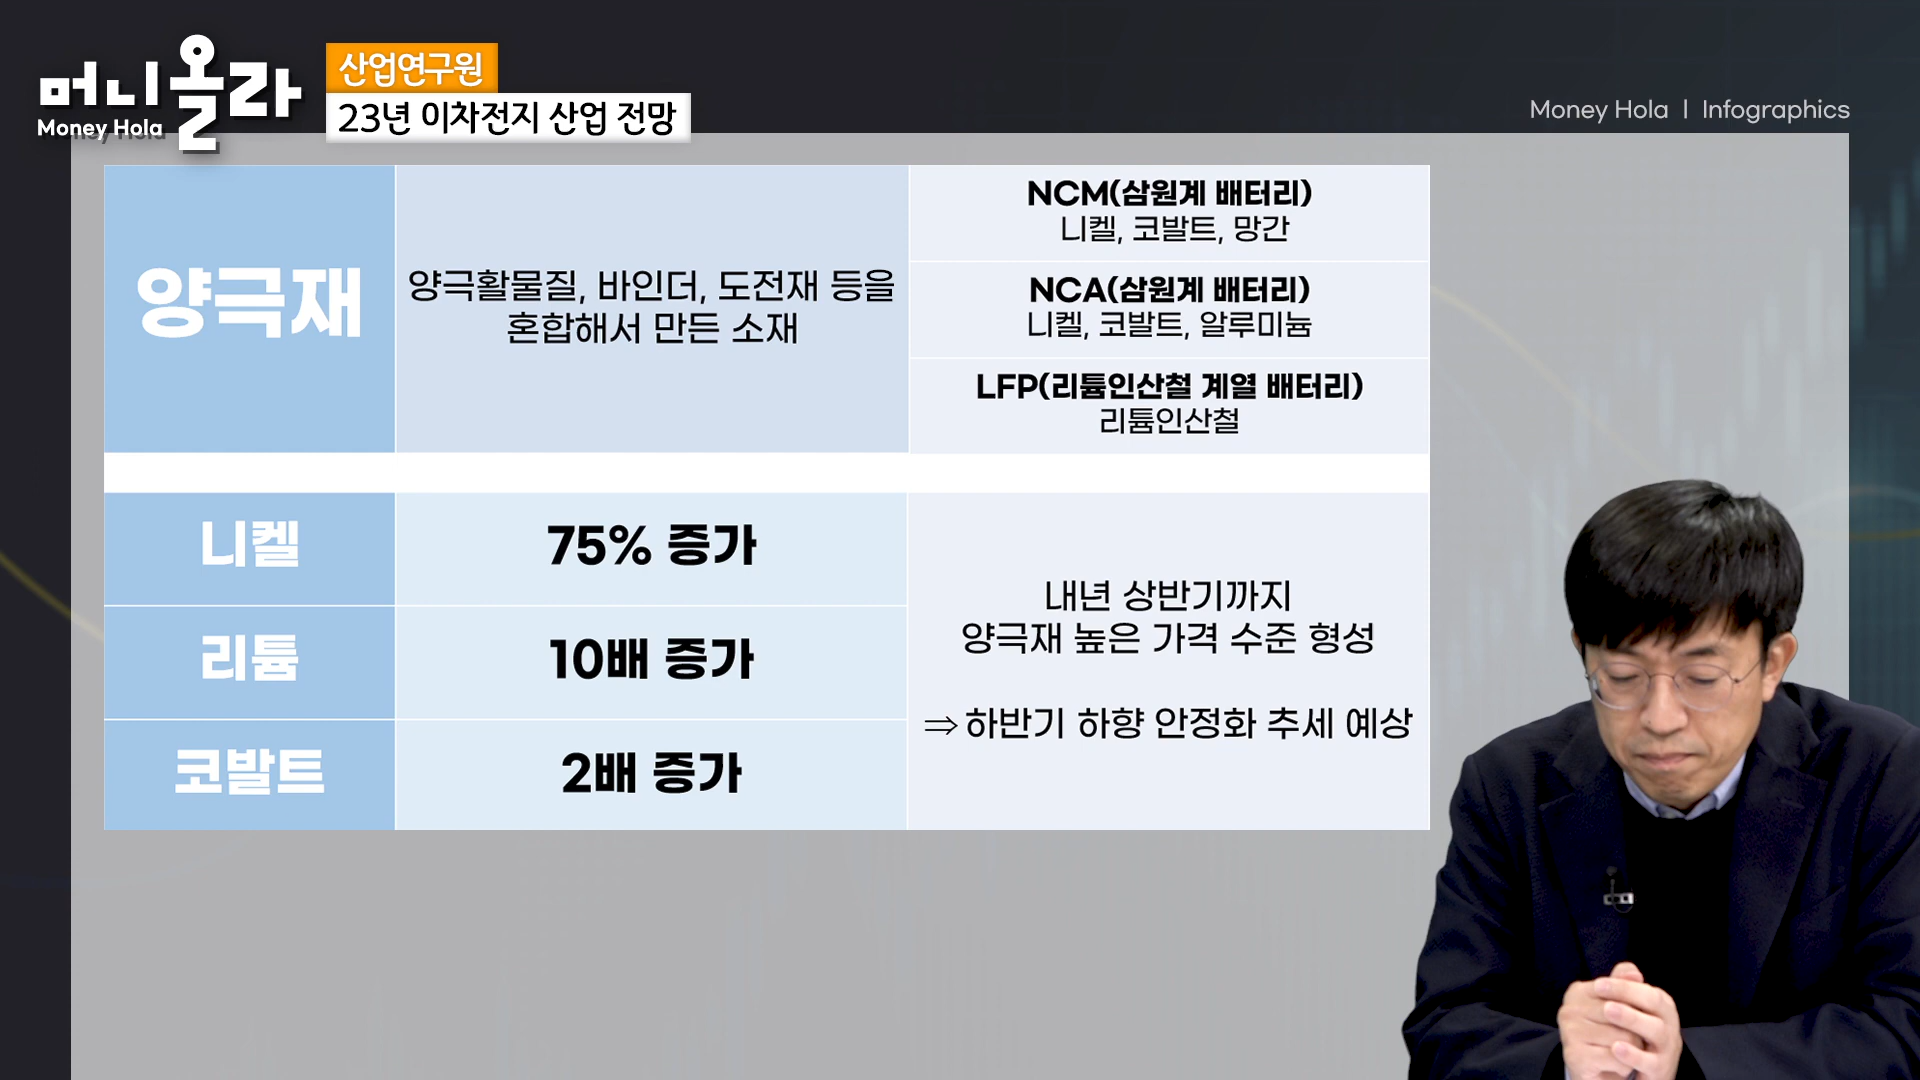 머니올라
Money Hola
산업연구원
23년 이차전지 산업 전망
Money Hola | Infographics
양극재
양극활물질, 바인더, 도전재 등을
혼합해서 만든 소재
NCM(삼원계 배터리)
니켈, 코발트, 망간
NCA(삼원계 배터리)
니켈, 코발트, 알루미늄
LFP(리튬인산철 계열 배터리)
리튬인산철
니켈
75% 증가
리튬
10배 증가
코발트
2배 증가
내년 상반기까지
양극재 높은 가격 수준 형성
⇒ 하반기 하향 안정화 추세 예상